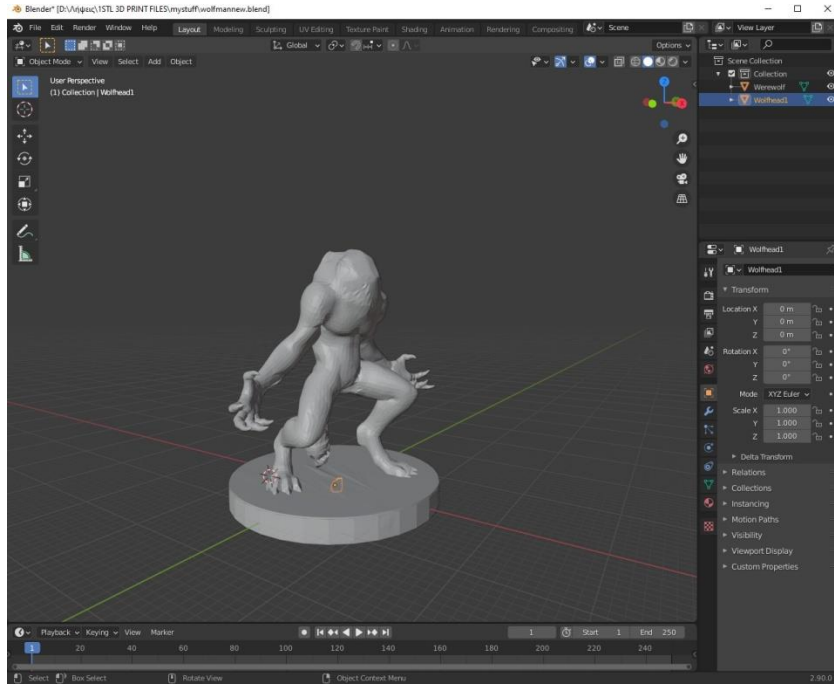 Blender* [D:\Λήψεις\1STL 3D PRINT FILES\mystuff\wolfmannew.blend]
File Edit Render Window Help Layout Modeling Sculpting UV Editing Texture Paint Shading Animation Rendering Compositing Scene View Layer
Global Options
Object Mode View Select Add Object
User Perspective
(1) Collection | Wolfhead1
Z
Scene Collection
Collection
Werewolf
Wolfhead1
Wolfhead1
Wolfhead1
Transform
Location X 0 m
Y 0 m
Z 0 m
Rotation X 0°
Y 0°
Z 0°
Mode XYZ Euler
Scale X 1.000
Y 1.000
Z 1.000
Delta Transform
Relations
Collections
Instancing
Motion Paths
Visibility
Viewport Display
Custom Properties
Playback Keying View Marker 1 Start 1 End 250
1 20 40 60 80 100 120 140 160 180 200 220 240
Select Box Select Rotate View Object Context Menu 2.90.0